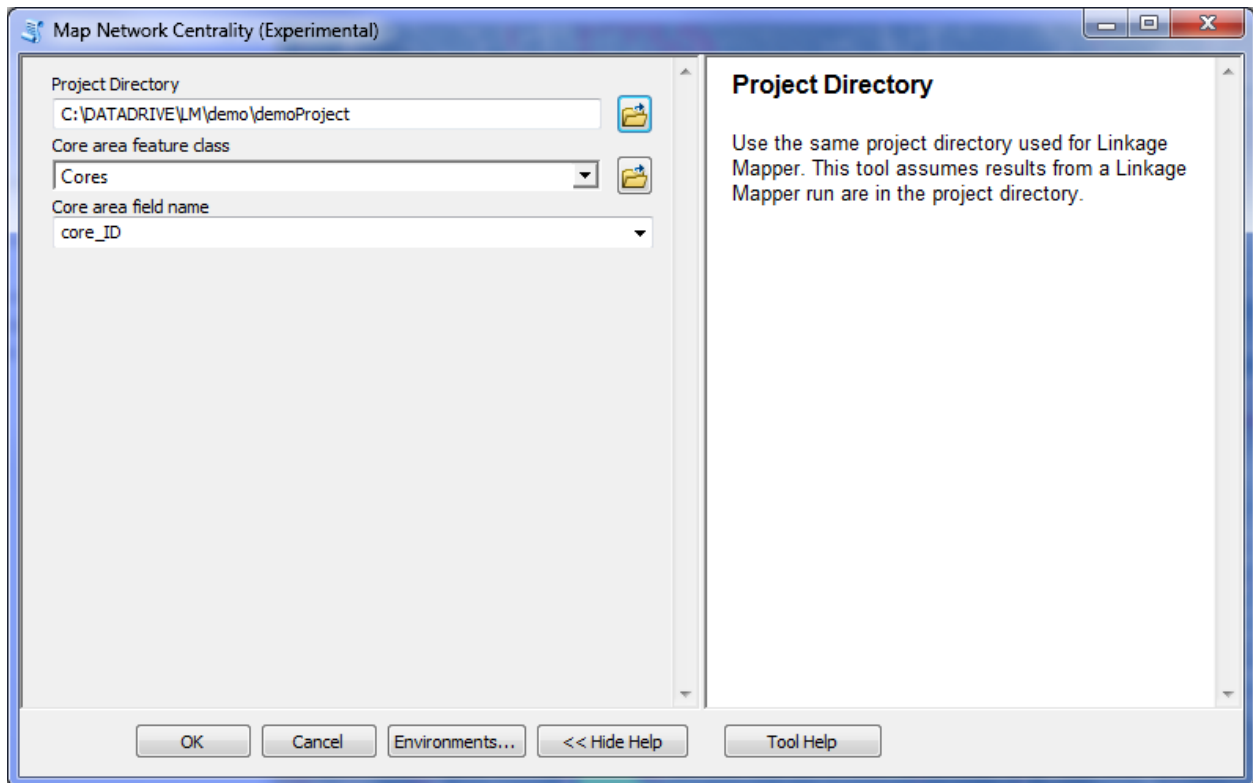 Map Network Centrality (Experimental)
Project Directory
C:\DATADRIVE\LM\demo\demoProject
Core area feature class
Cores
Core area field name
core_ID
Project Directory
Use the same project directory used for Linkage
Mapper. This tool assumes results from a Linkage
Mapper run are in the project directory.
OK
Cancel
Environments...
<< Hide Help
Tool Help